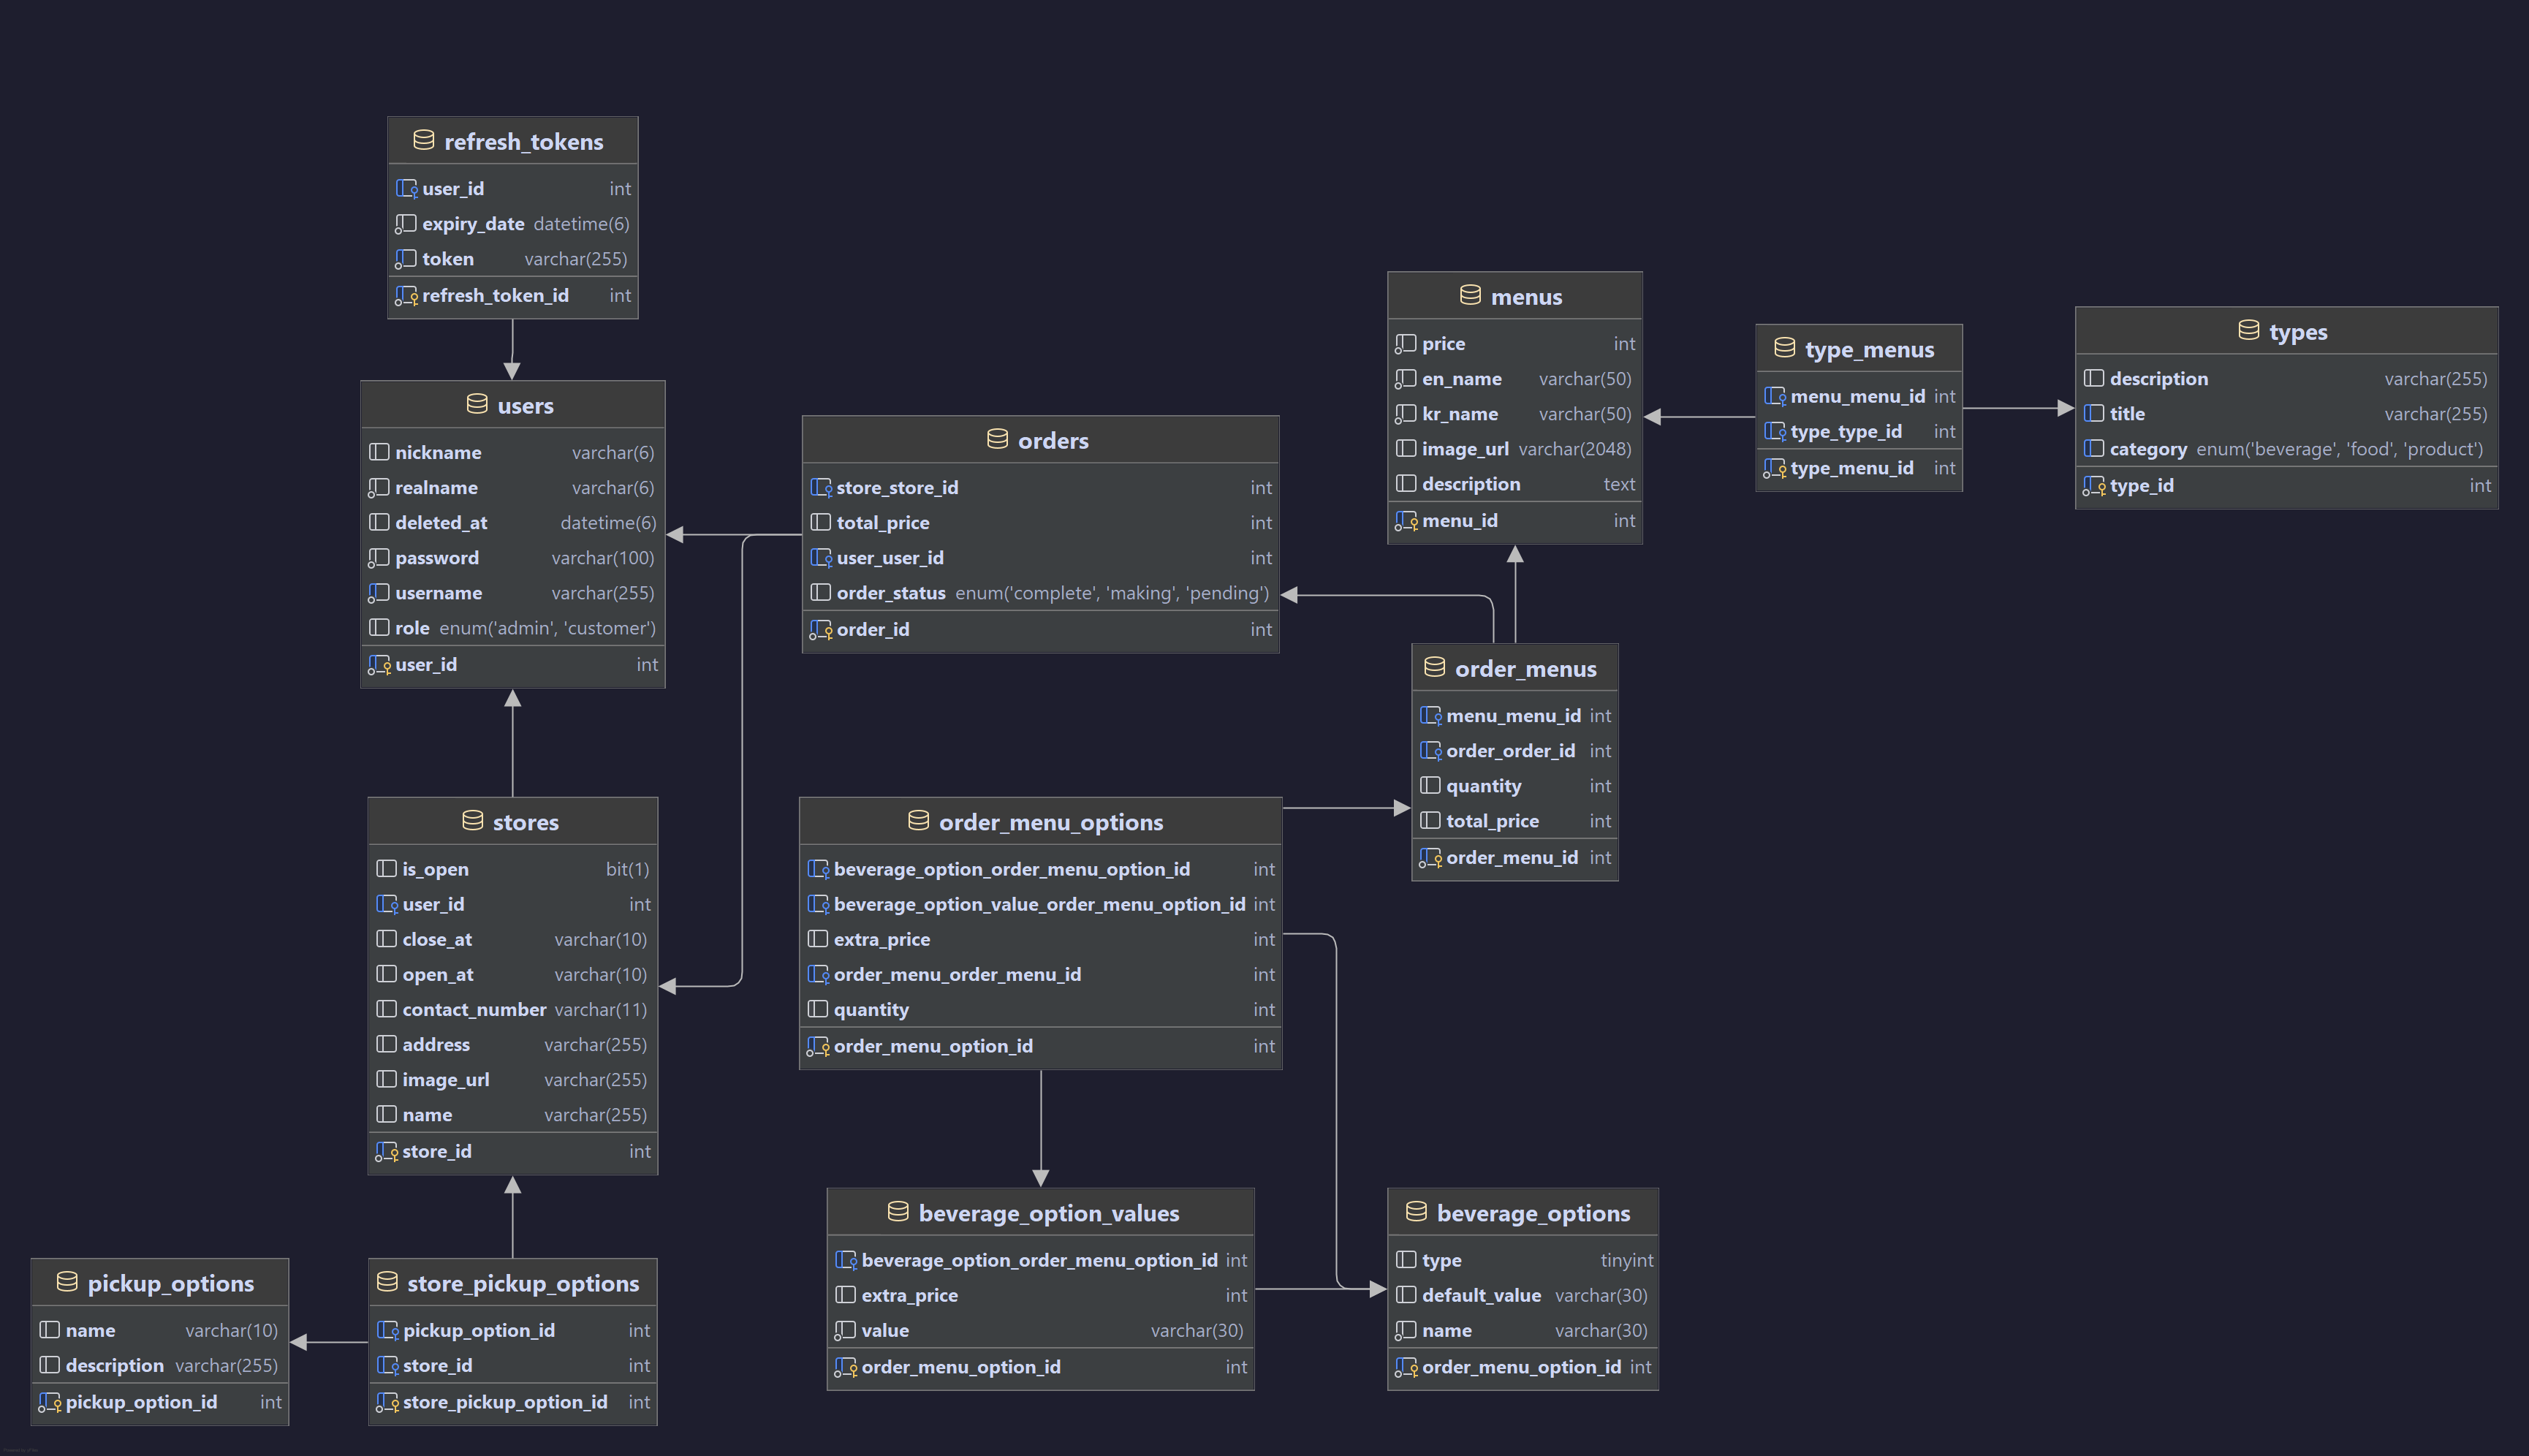 refresh_tokens
user_id int
expiry_date datetime(6)
token varchar(255)
refresh_token_id int
users
nickname varchar(6)
realname varchar(6)
deleted_at datetime(6)
password varchar(100)
username varchar(255)
role enum('admin', 'customer')
user_id int
orders
store_store_id int
total_price int
user_user_id int
order_status enum('complete', 'making', 'pending')
order_id int
menus
price int
en_name varchar(50)
kr_name varchar(50)
image_url varchar(2048)
description text
menu_id int
type_menus
menu_menu_id int
type_type_id int
type_menu_id int
types
description varchar(255)
title varchar(255)
category enum('beverage', 'food', 'product')
type_id int
order_menus
menu_menu_id int
order_order_id int
quantity int
total_price int
order_menu_id int
stores
is_open bit(1)
user_id int
close_at varchar(10)
open_at varchar(10)
contact_number varchar(11)
address varchar(255)
image_url varchar(255)
name varchar(255)
store_id int
order_menu_options
beverage_option_order_menu_option_id int
beverage_option_value_order_menu_option_id int
extra_price int
order_menu_order_menu_id int
quantity int
order_menu_option_id int
pickup_options
name varchar(10)
description varchar(255)
pickup_option_id int
store_pickup_options
pickup_option_id int
store_id int
store_pickup_option_id int
beverage_option_values
beverage_option_order_menu_option_id int
extra_price int
value varchar(30)
order_menu_option_id int
beverage_options
type tinyint
default_value varchar(30)
name varchar(30)
order_menu_option_id int